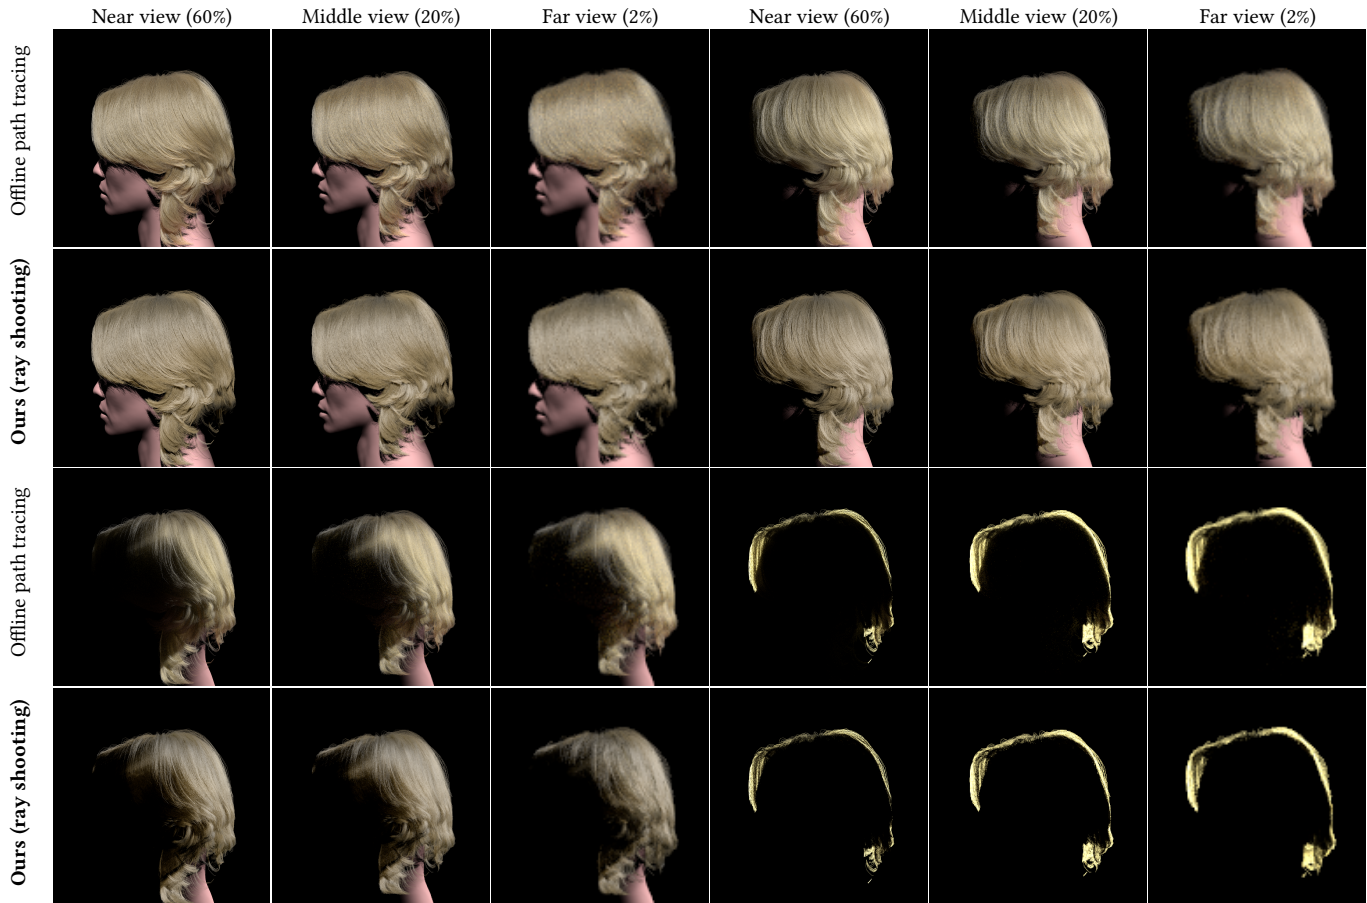 Near view (60%) Middle view (20%) Far view (2%) Near view (60%) Middle view (20%) Far view (2%)
Offline path tracing
Ours (ray shooting)
Offline path tracing
Ours (ray shooting)